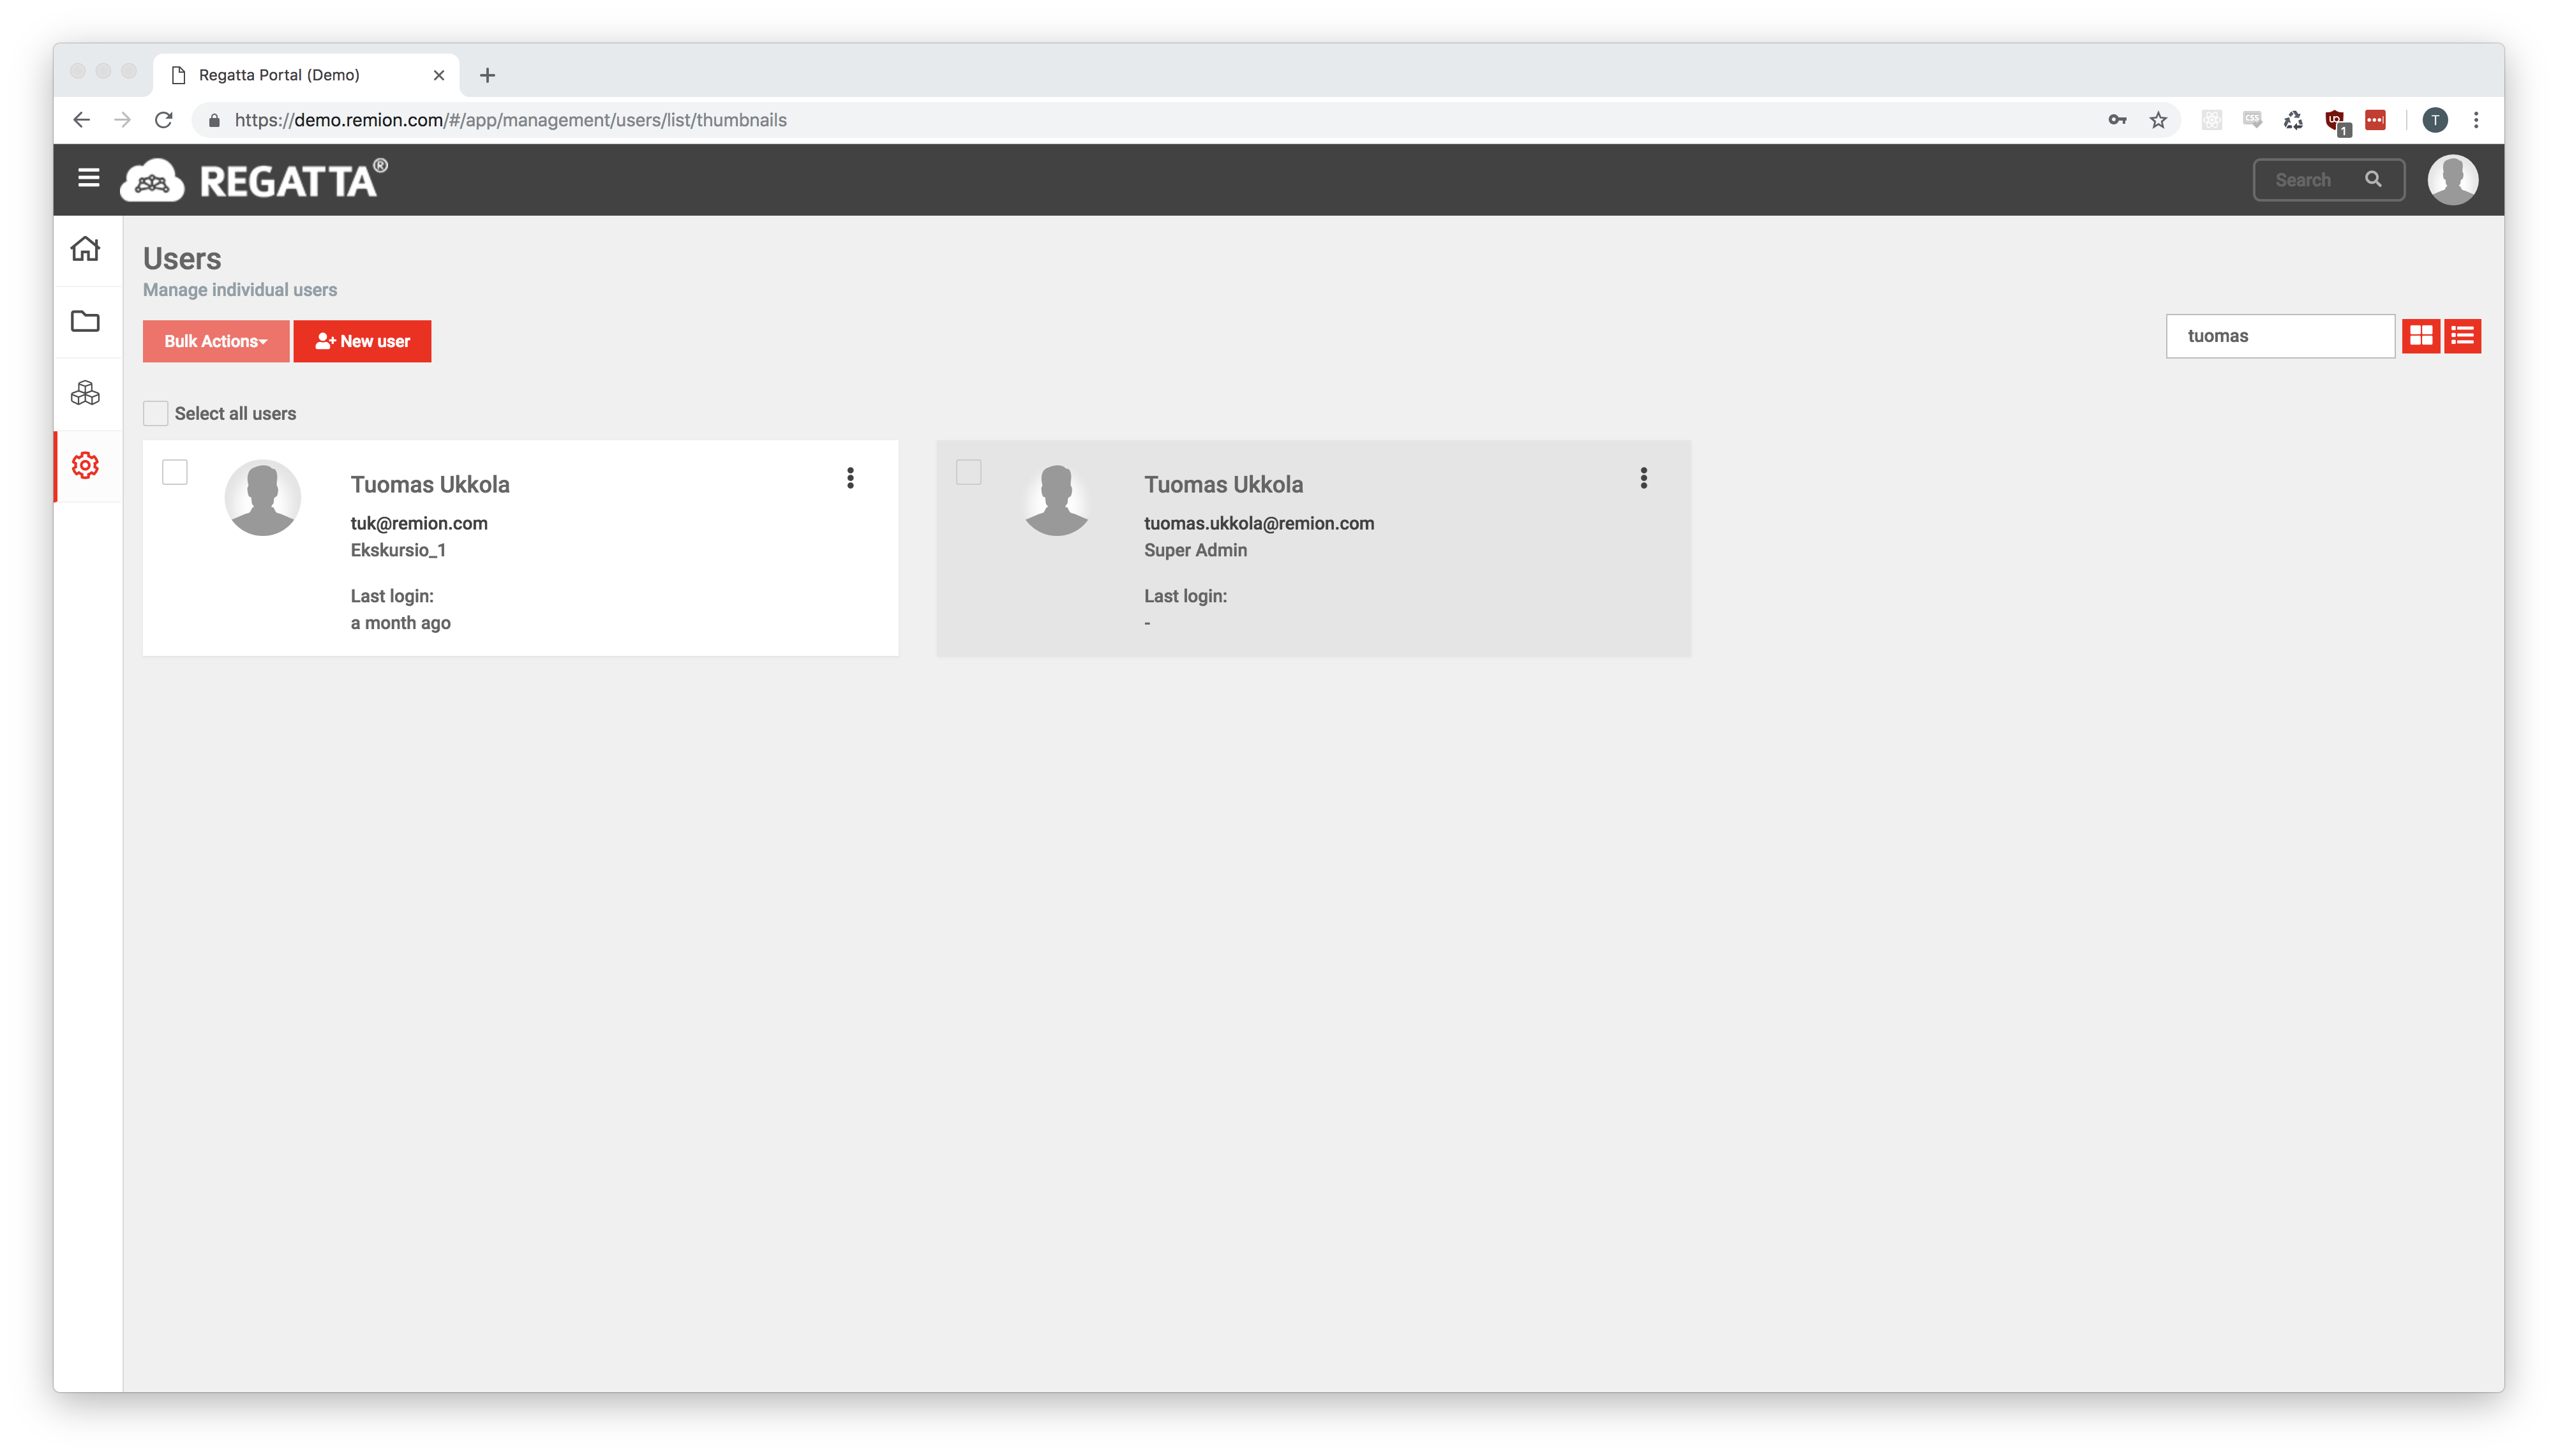 Regatta Portal (Demo)
https://demo.remion.com/#/app/management/users/list/thumbnails
CSS
1
T
REGATTA®
Search
Users
Manage individual users
Bulk Actions
New user
tuomas
Select all users
Tuomas Ukkola
tuk@remion.com
Ekskursio_1
Last login:
a month ago
Tuomas Ukkola
tuomas.ukkola@remion.com
Super Admin
Last login:
-